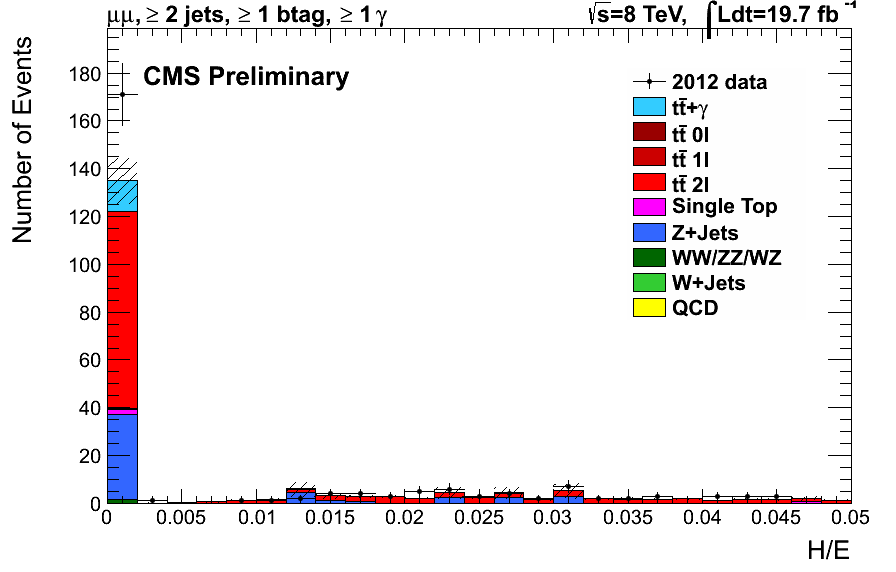 μμ, ≥ 2 jets, ≥ 1 btag, ≥ 1 γ
√s=8 TeV, ∫Ldt=19.7 fb⁻¹
CMS Preliminary
2012 data
tt̄+γ
tt̄ 0l
tt̄ 1l
tt̄ 2l
Single Top
Z+Jets
WW/ZZ/WZ
W+Jets
QCD
Number of Events
180
160
140
120
100
80
60
40
20
0
0 0.005 0.01 0.015 0.02 0.025 0.03 0.035 0.04 0.045 0.05
H/E